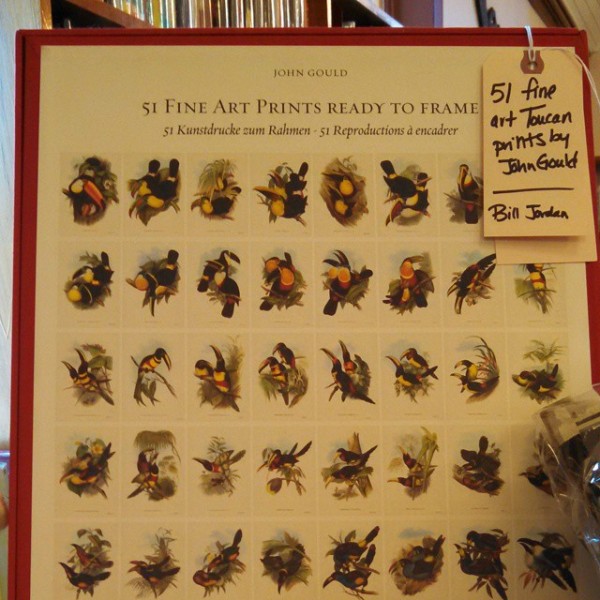 JOHN GOULD
51 FINE ART PRINTS READY TO FRAME
51 Kunstdrucke zum Rahmen · 51 Reproductions à encadrer
51 fine
art Toucan
prints by
John Gould
Bill Jordan